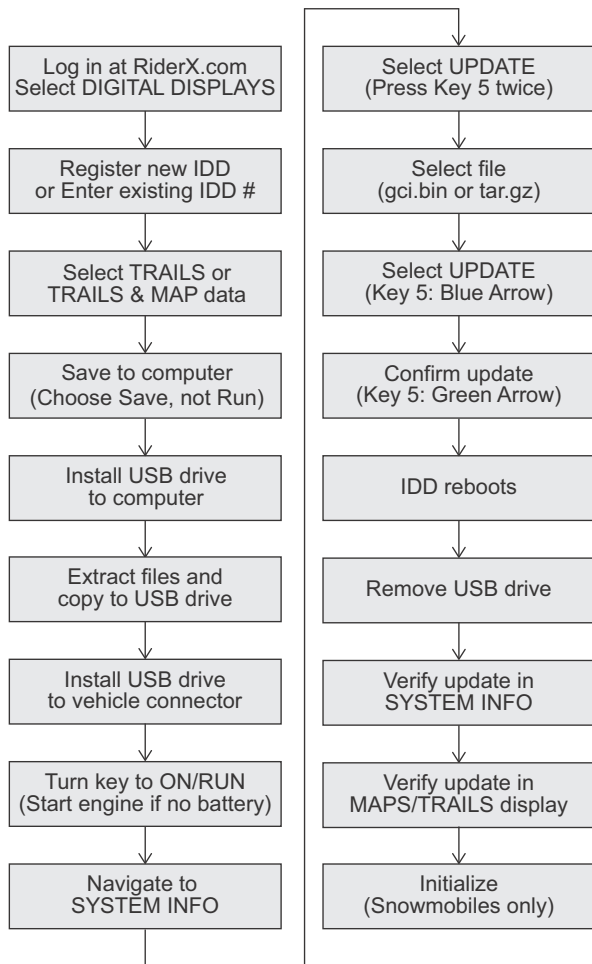 Log in at RiderX.com
Select DIGITAL DISPLAYS
Register new IDD
or Enter existing IDD #
Select TRAILS or
TRAILS & MAP data
Save to computer
(Choose Save, not Run)
Install USB drive
to computer
Extract files and
copy to USB drive
Install USB drive
to vehicle connector
Turn key to ON/RUN
(Start engine if no battery)
Navigate to
SYSTEM INFO
Select UPDATE
(Press Key 5 twice)
Select file
(gci.bin or tar.gz)
Select UPDATE
(Key 5: Blue Arrow)
Confirm update
(Key 5: Green Arrow)
IDD reboots
Remove USB drive
Verify update in
SYSTEM INFO
Verify update in
MAPS/TRAILS display
Initialize
(Snowmobiles only)